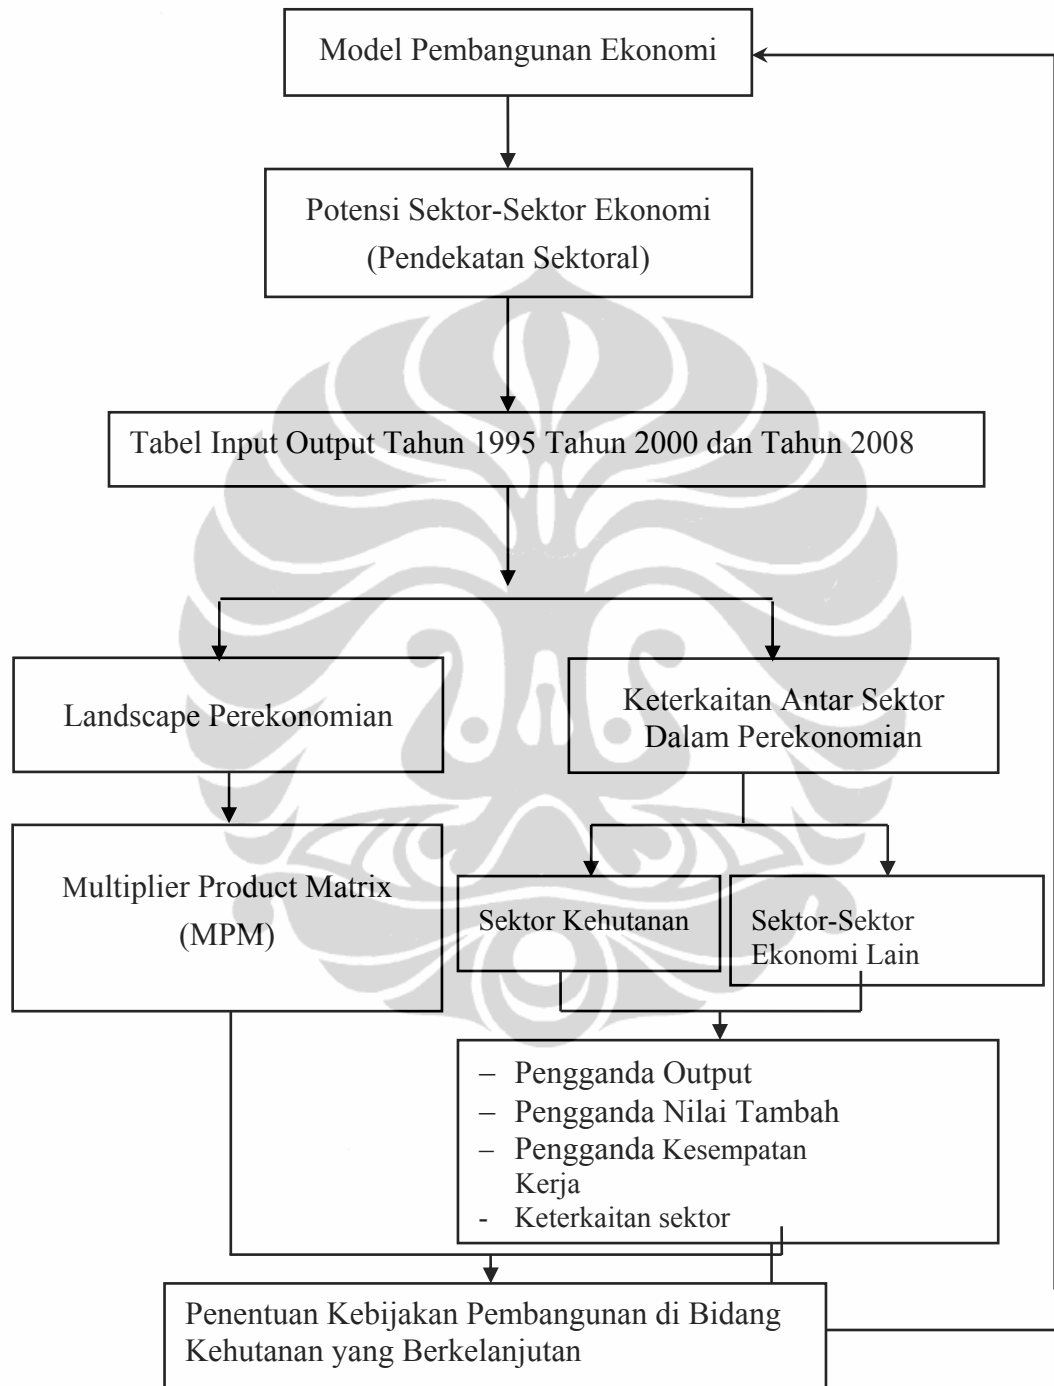 Model Pembangunan Ekonomi
Potensi Sektor-Sektor Ekonomi
(Pendekatan Sektoral)
Tabel Input Output Tahun 1995 Tahun 2000 dan Tahun 2008
Landscape Perekonomian
Keterkaitan Antar Sektor
Dalam Perekonomian
Multiplier Product Matrix
(MPM)
Sektor Kehutanan
Sektor-Sektor
Ekonomi Lain
– Pengganda Output
– Pengganda Nilai Tambah
– Pengganda Kesempatan
Kerja
- Keterkaitan sektor
Penentuan Kebijakan Pembangunan di Bidang
Kehutanan yang Berkelanjutan